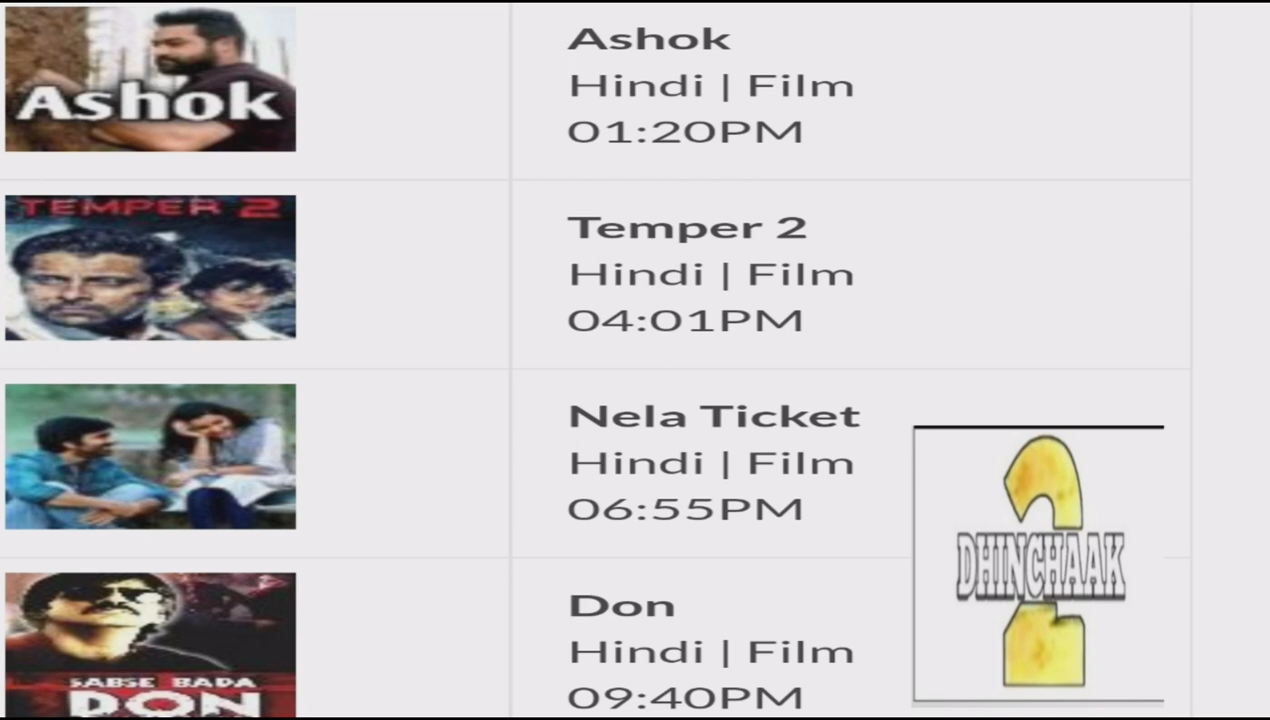 Ashok
Ashok
Hindi | Film
01:20PM
TEMPER 2
Temper 2
Hindi | Film
04:01PM
Nela Ticket
Hindi | Film
06:55PM
DHINCHAAK
2
SABSE BADA
DON
Don
Hindi | Film
09:40PM